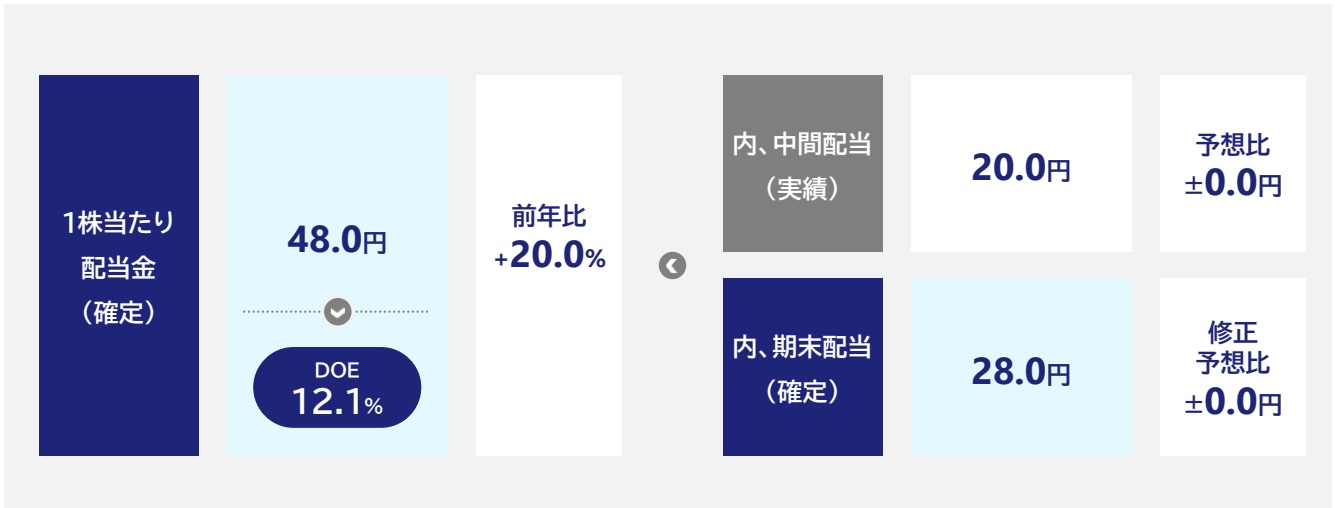 1株当たり
配当金
（確定）
48.0円
DOE
12.1%
前年比
+20.0%
内、中間配当
（実績）
20.0円
予想比
±0.0円
内、期末配当
（確定）
28.0円
修正
予想比
±0.0円